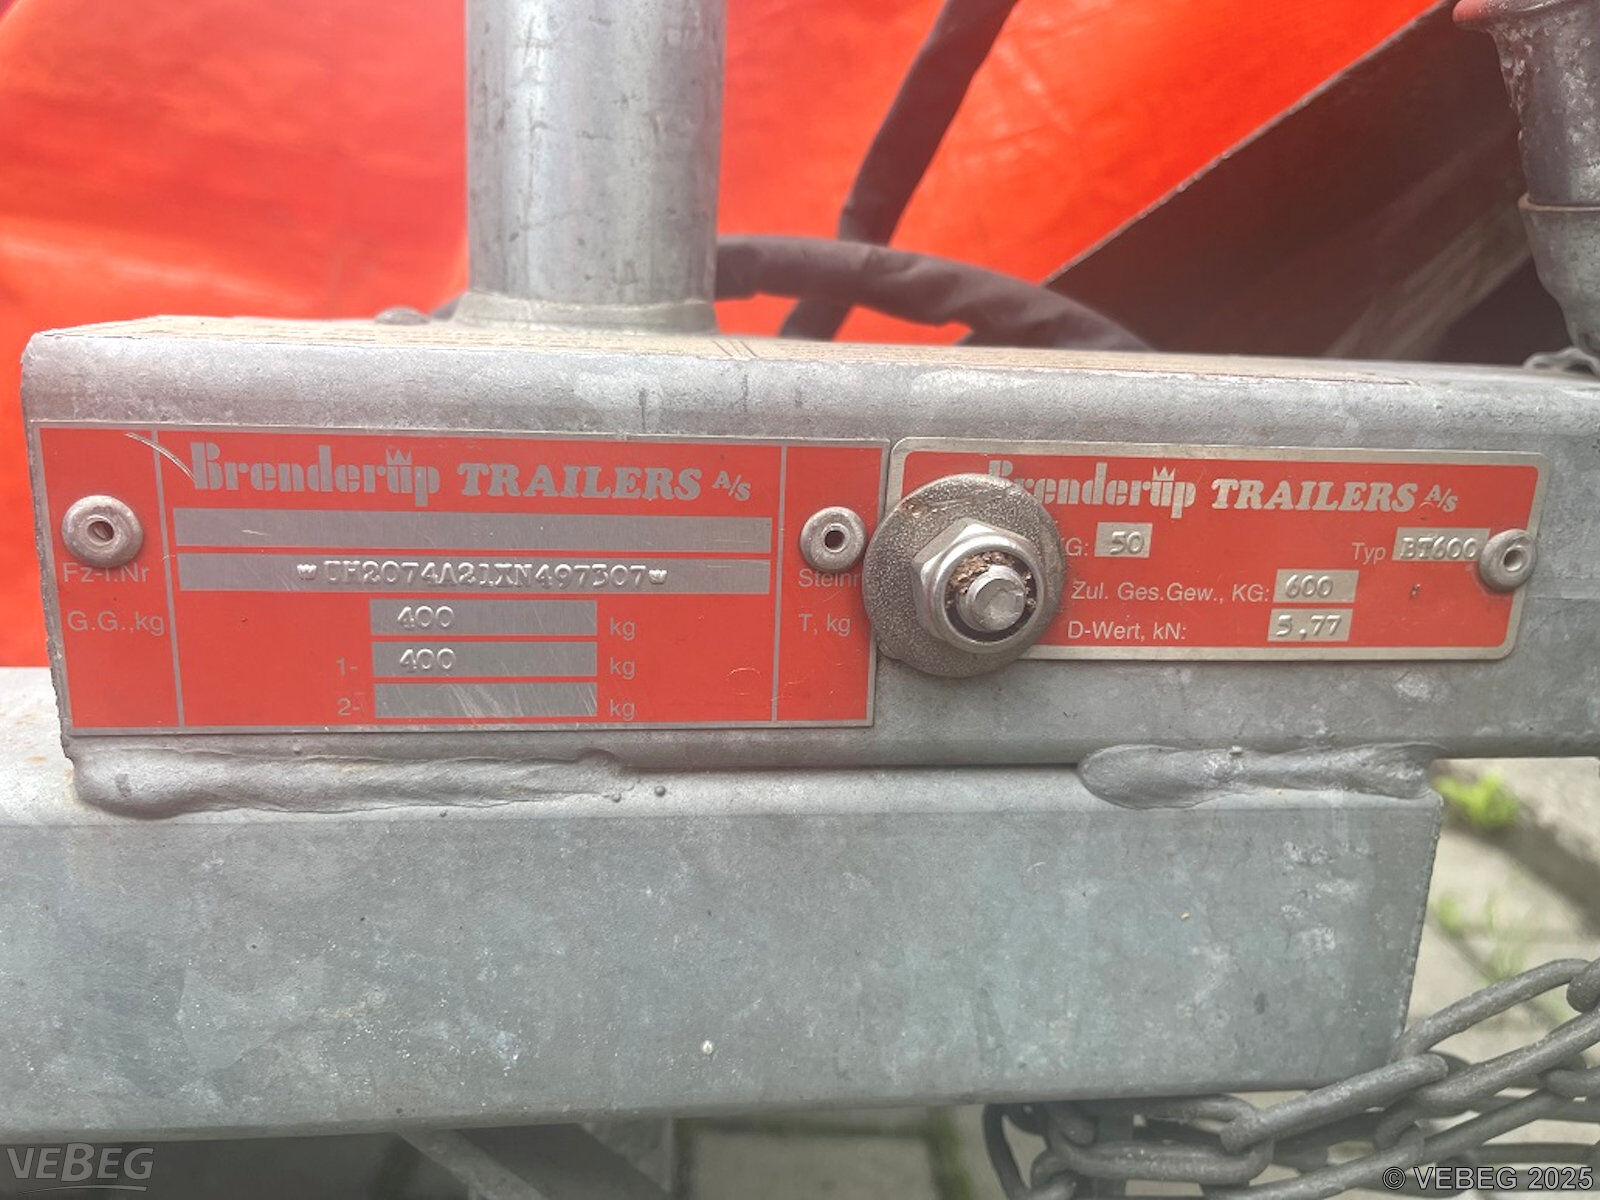 Brenderup TRAILERS A/S
Fz-I.Nr
UH2074A21XN497307
Steinr
G.G.,kg
400 kg
T, kg
1- 400 kg
2- kg
Brenderup TRAILERS A/S
KG: 50
Typ BT600
Zul. Ges.Gew., KG: 600
D-Wert, kN: 5,77
VEBEG
© VEBEG 2025